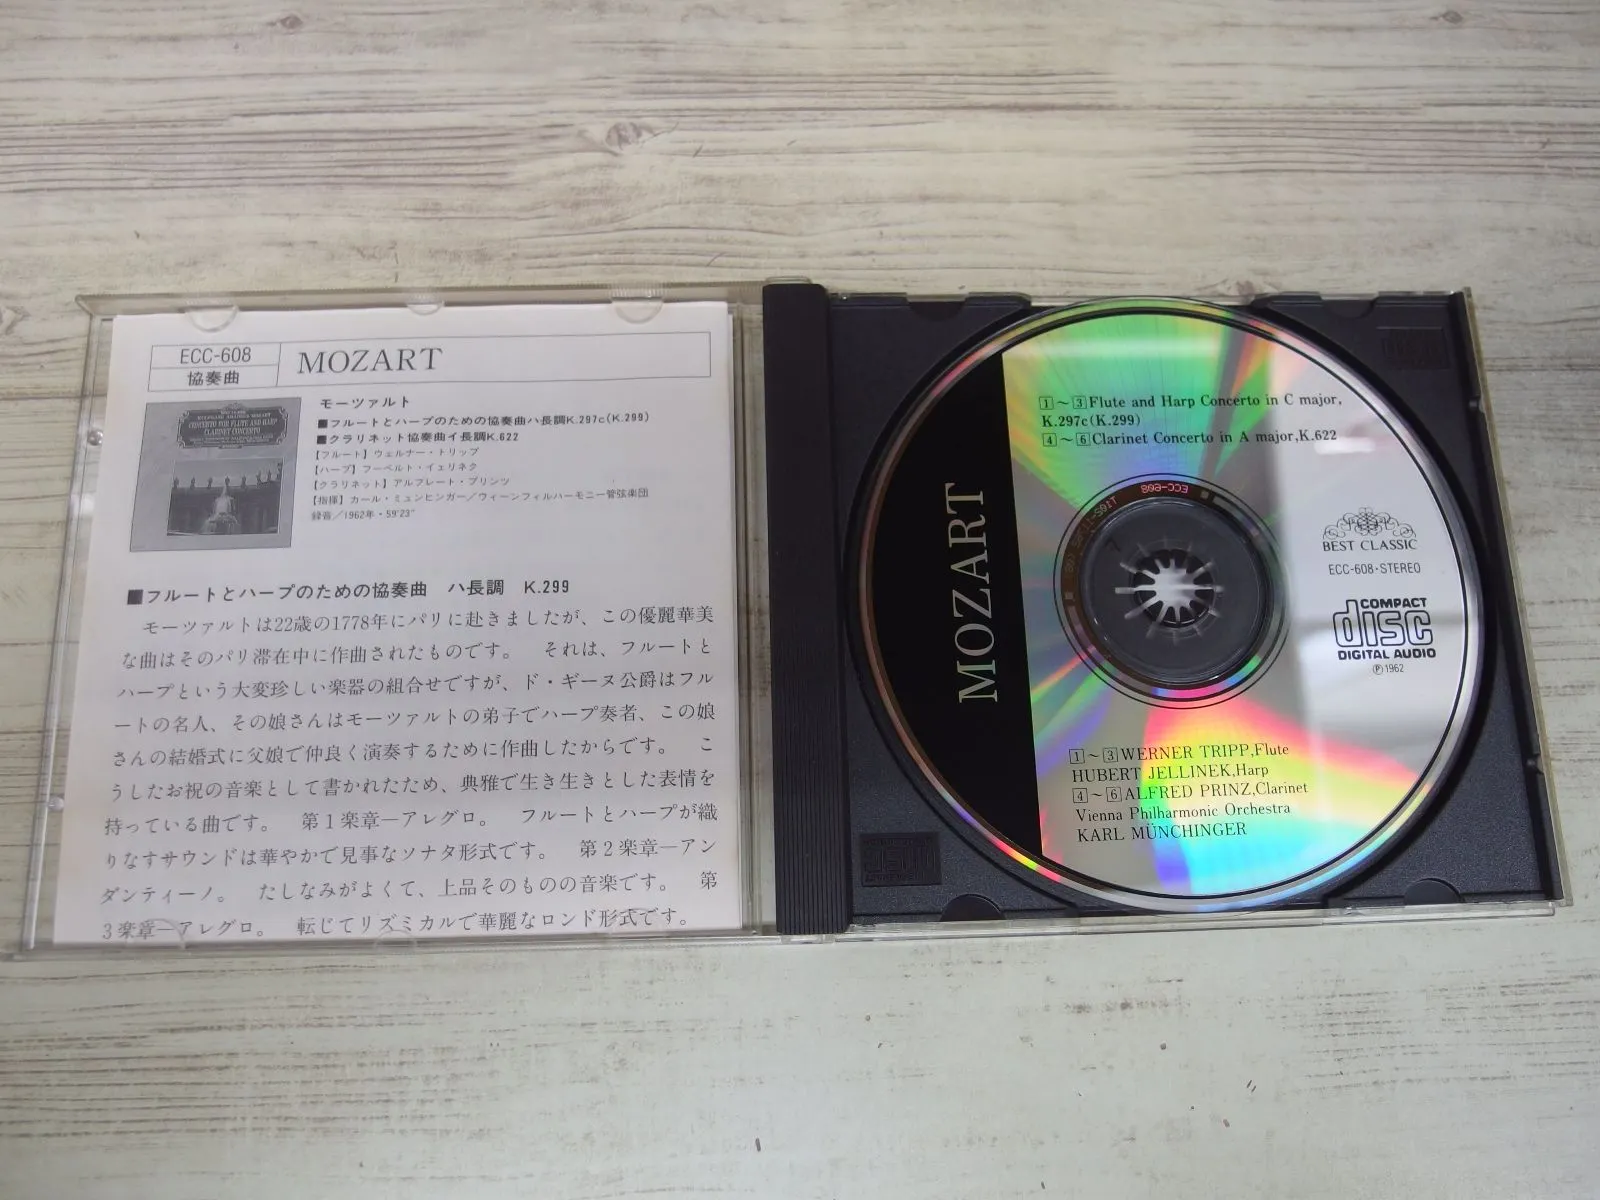 ECC-608
協奏曲
MOZART
CONCERTO FOR FLUTE AND HARP
CLARINET CONCERTO
モーツァルト
■フルートとハープのための協奏曲ハ長調K.297c(K.299)
■クラリネット協奏曲イ長調K.622
【フルート】ウェルナー・トリップ
【ハープ】フーベルト・イェリネク
【クラリネット】アルフレート・プリンツ
【指揮】カール・ミュンヒンガー/ウィーンフィルハーモニー管弦楽団
録音/1962年・59'23"
■フルートとハープのための協奏曲 ハ長調 K.299
モーツァルトは22歳の1778年にパリに赴きましたが、この優麗華美
な曲はそのパリ滞在中に作曲されたものです。 それは、フルートと
ハープという大変珍しい楽器の組合せですが、ド・ギーヌ公爵はフル
ートの名人、その娘さんはモーツァルトの弟子でハープ奏者、この娘
さんの結婚式に父娘で仲良く演奏するために作曲したからです。 こ
うしたお祝の音楽として書かれたため、典雅で生き生きとした表情を
持っている曲です。 第1楽章―アレグロ。 フルートとハープが織
りなすサウンドは華やかで見事なソナタ形式です。 第2楽章―アン
ダンティーノ。 たしなみがよくて、上品そのものの音楽です。 第
3楽章―アレグロ。 転じてリズミカルで華麗なロンド形式です。
MOZART
1~3Flute and Harp Concerto in C major,
K.297c(K.299)
4~6Clarinet Concerto in A major,K.622
ECC-608
BEST CLASSIC
ECC-608・STEREO
COMPACT
disc
DIGITAL AUDIO
℗1962
1~3WERNER TRIPP,Flute
HUBERT JELLINEK,Harp
4~6ALFRED PRINZ,Clarinet
Vienna Philharmonic Orchestra
KARL MÜNCHINGER